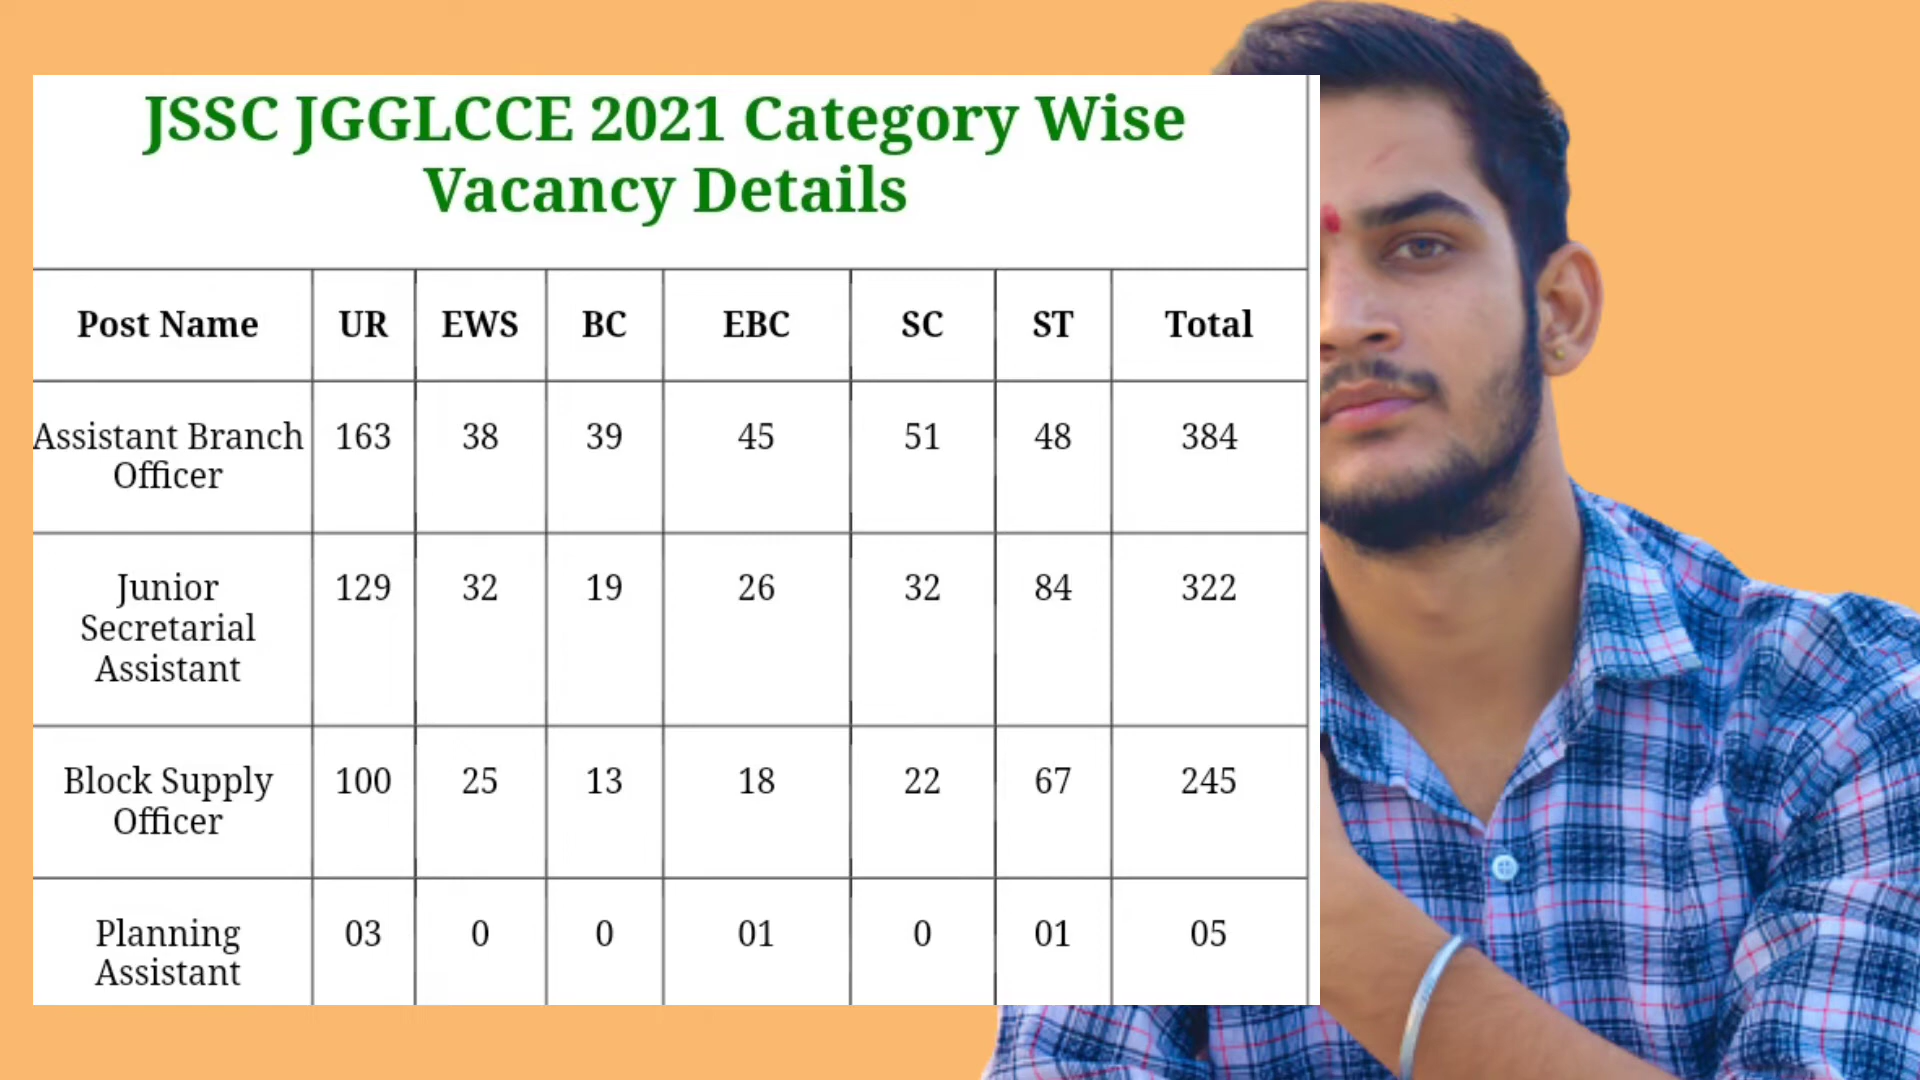 JSSC JGGLCCE 2021 Category Wise
Vacancy Details
Post Name UR EWS BC EBC SC ST Total
Assistant Branch 163 38 39 45 51 48 384
Officer
Junior 129 32 19 26 32 84 322
Secretarial
Assistant
Block Supply 100 25 13 18 22 67 245
Officer
Planning 03 0 0 01 0 01 05
Assistant